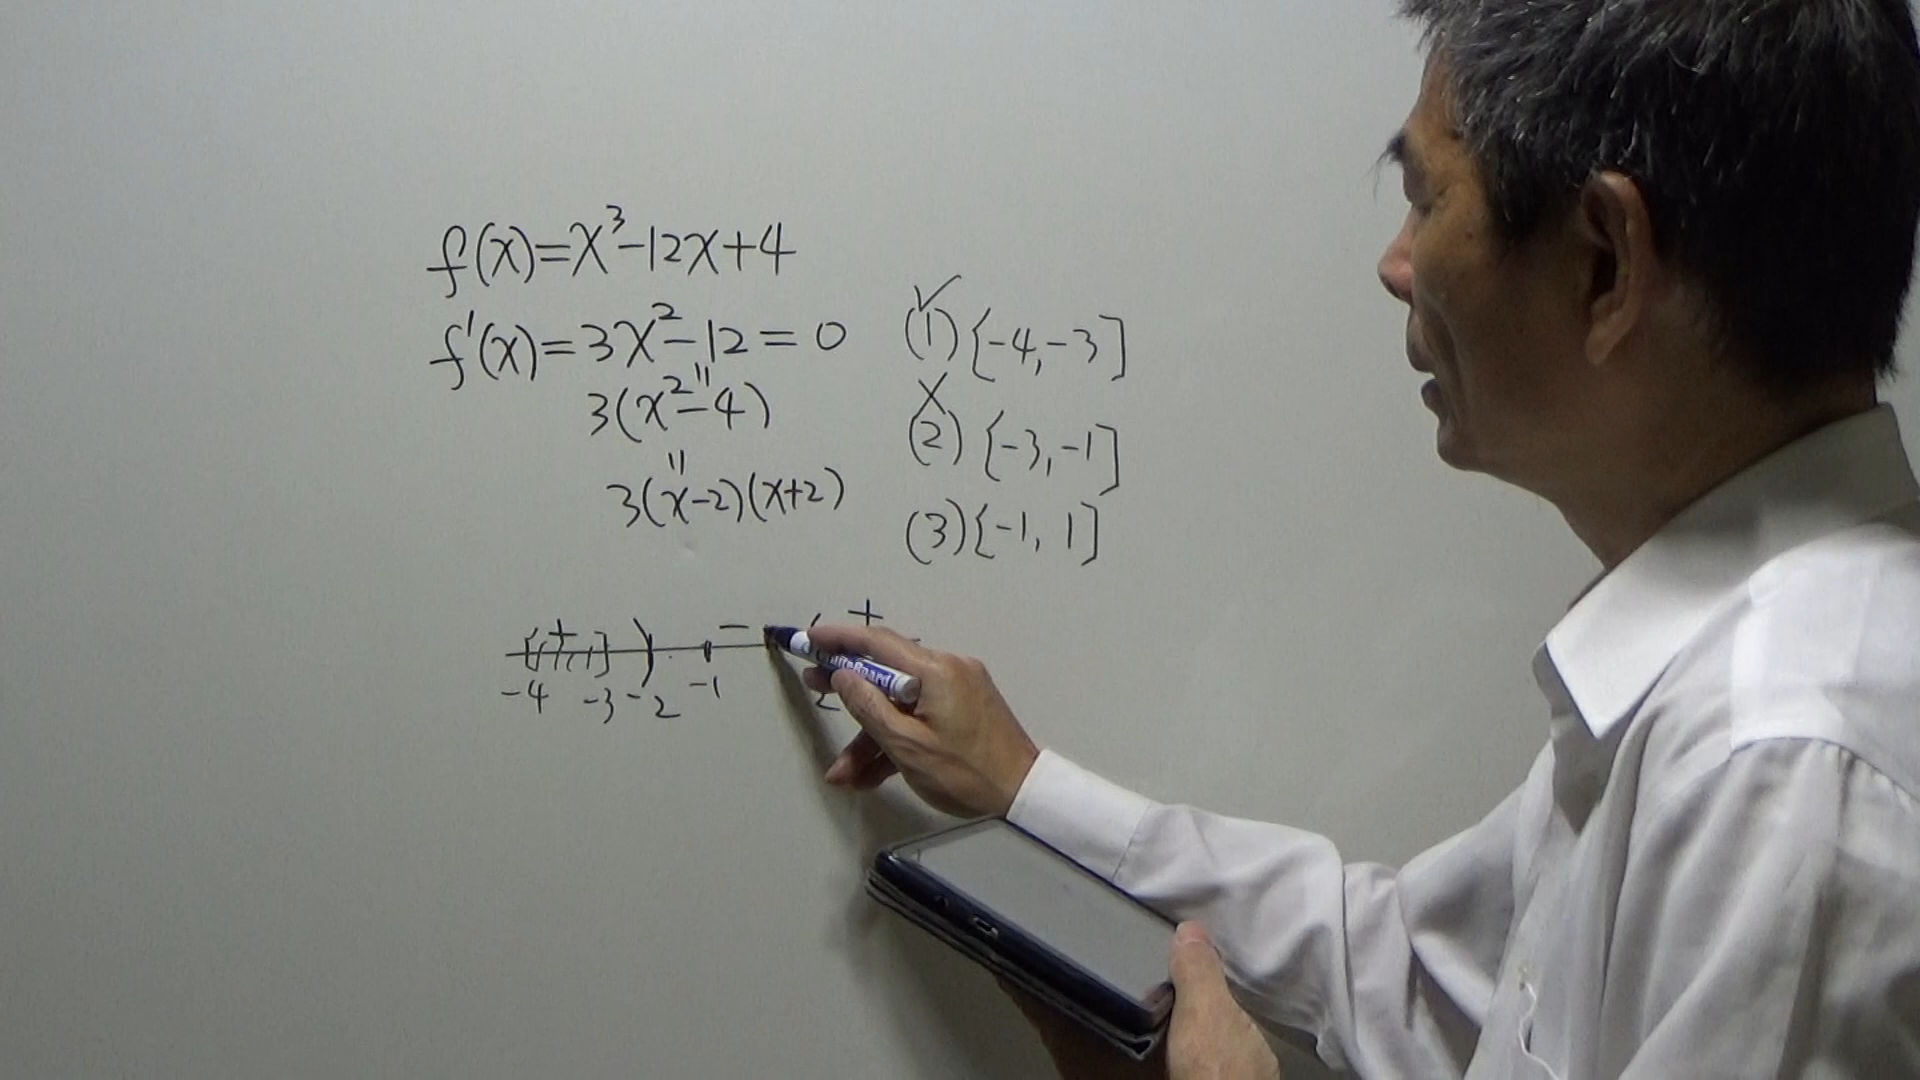 f(x)=x³-12x+4
f'(x)=3x²-12=0
"
3(x²-4)
"
3(x-2)(x+2)
✓
(1)[-4,-3]
X
(2)[-3,-1]
(3)[-1, 1]
+ - +
-4 -3 -2 -1 2